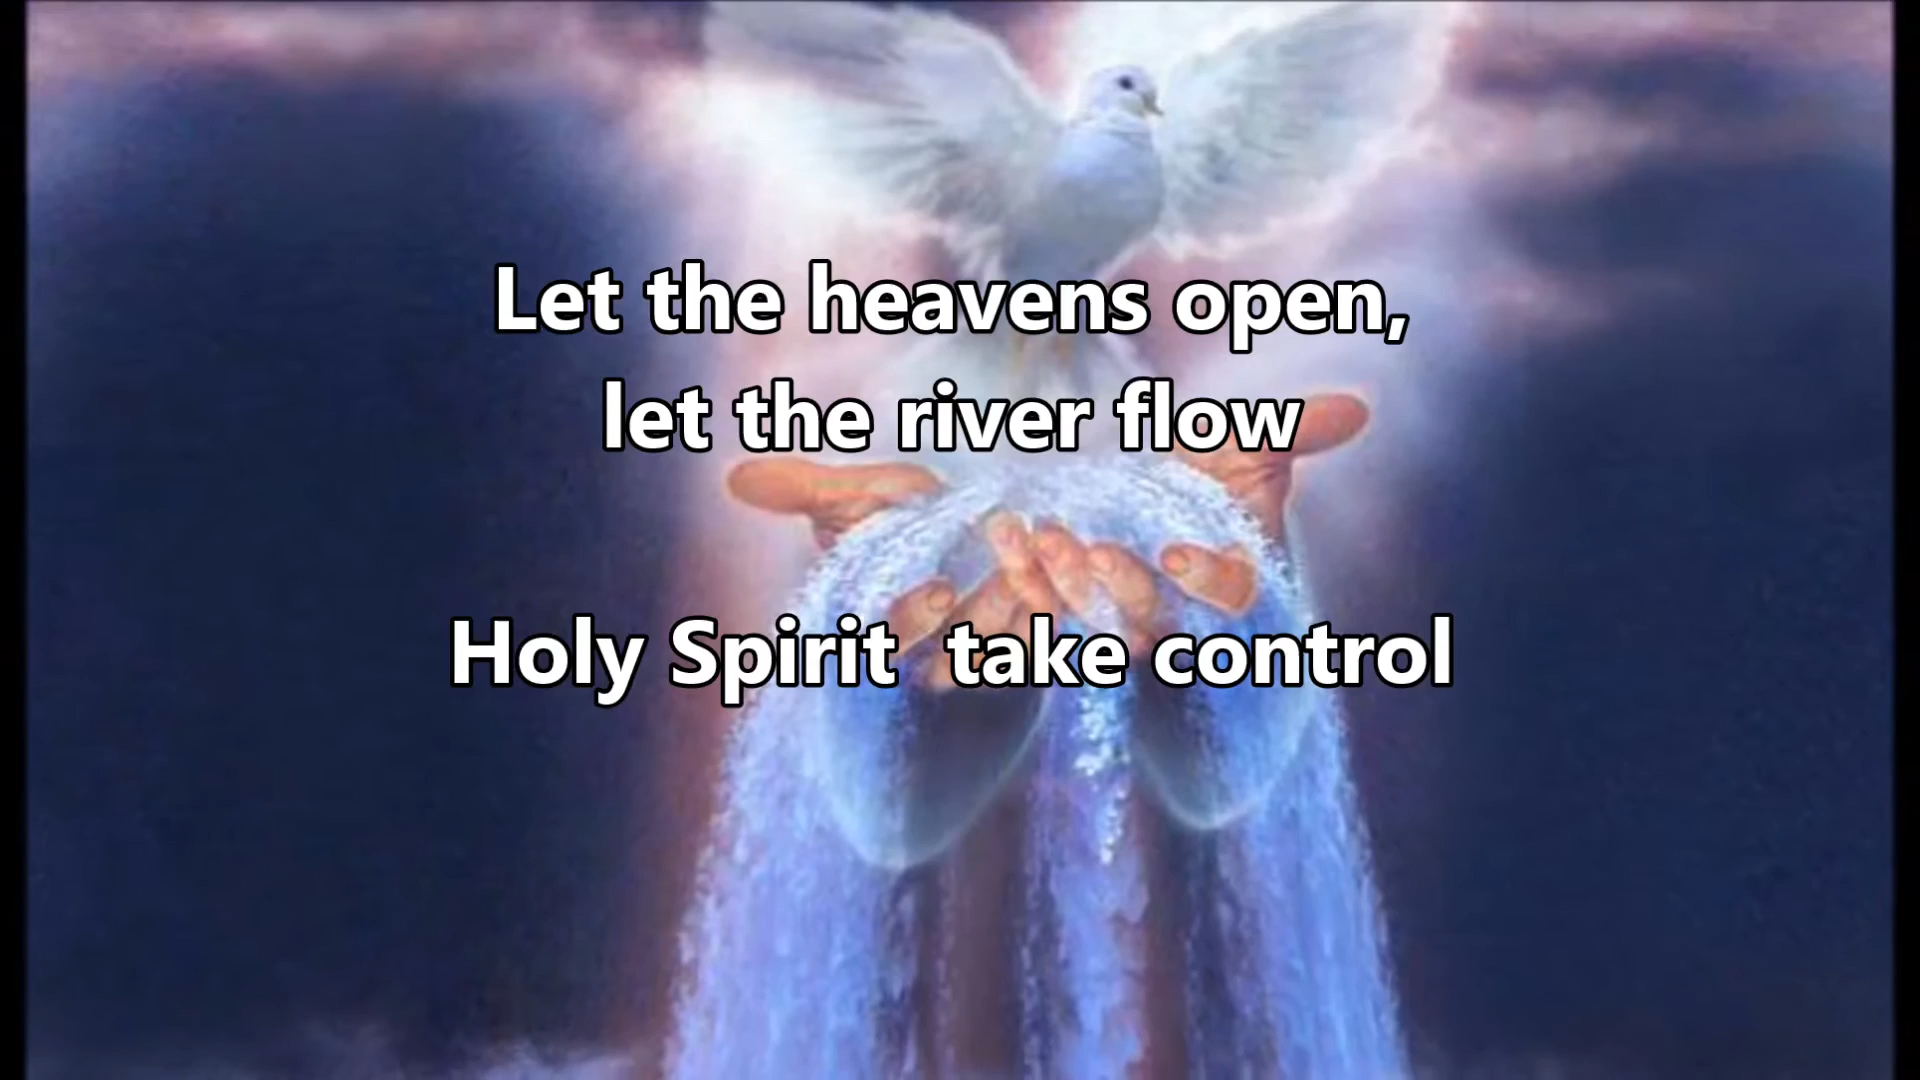 Let the heavens open,
let the river flow
Holy Spirit  take control